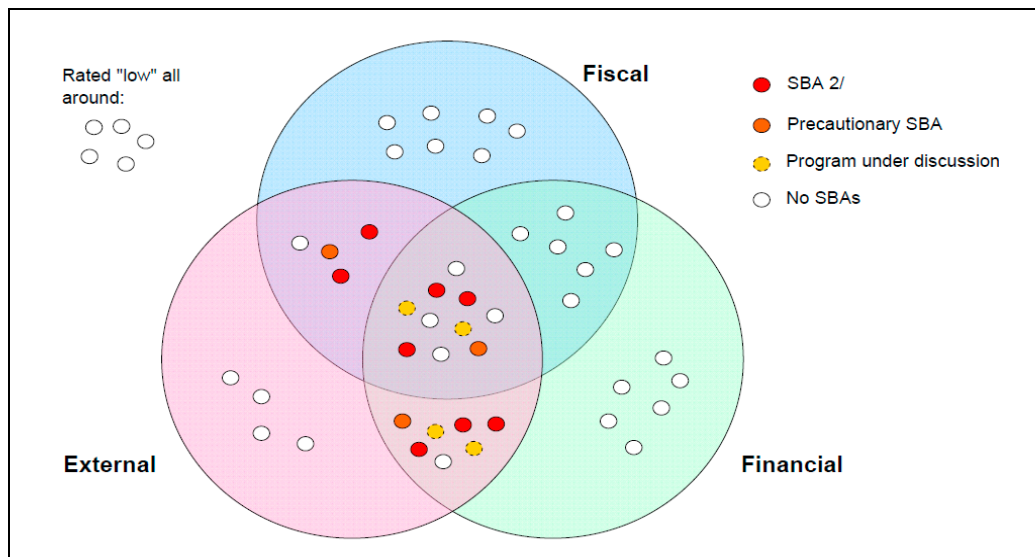 Rated "low" all
around:
Fiscal
SBA 2/
Precautionary SBA
Program under discussion
No SBAs
External
Financial